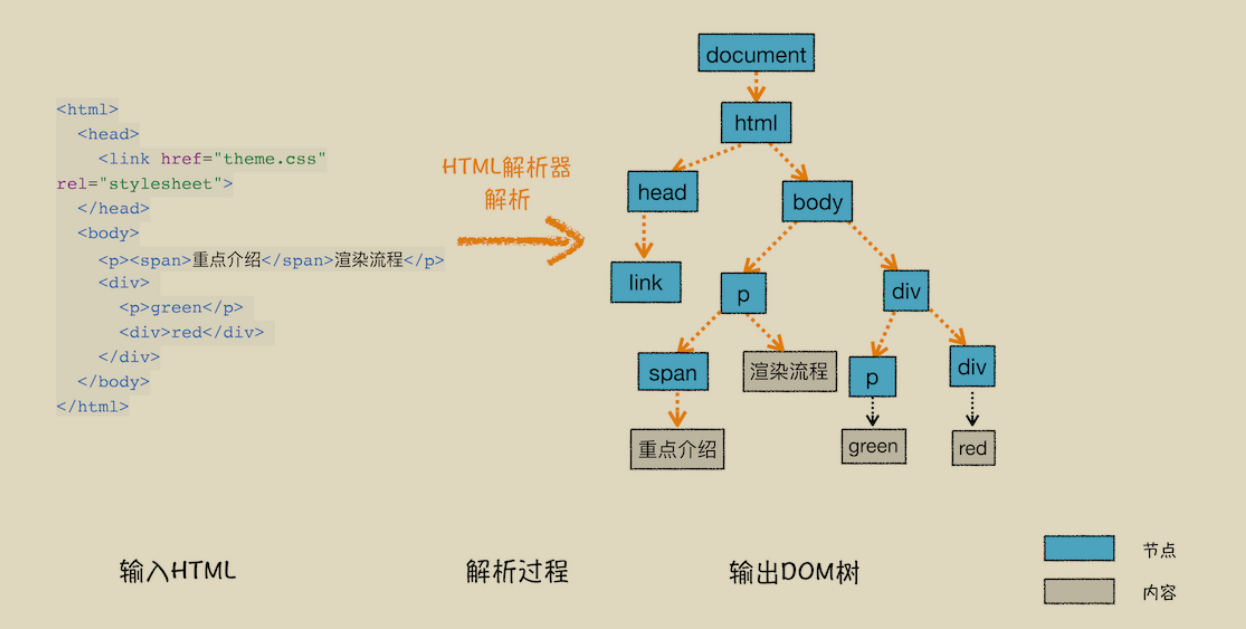 <html>
<head>
<link href="theme.css"
rel="stylesheet">
</head>
<body>
<p><span>重点介绍</span>渲染流程</p>
<div>
<p>green</p>
<div>red</div>
</div>
</body>
</html>
HTML解析器
解析
document
html
head
body
link
p
div
span
渲染流程
p
div
重点介绍
green
red
输入HTML
解析过程
输出DOM树
节点
内容